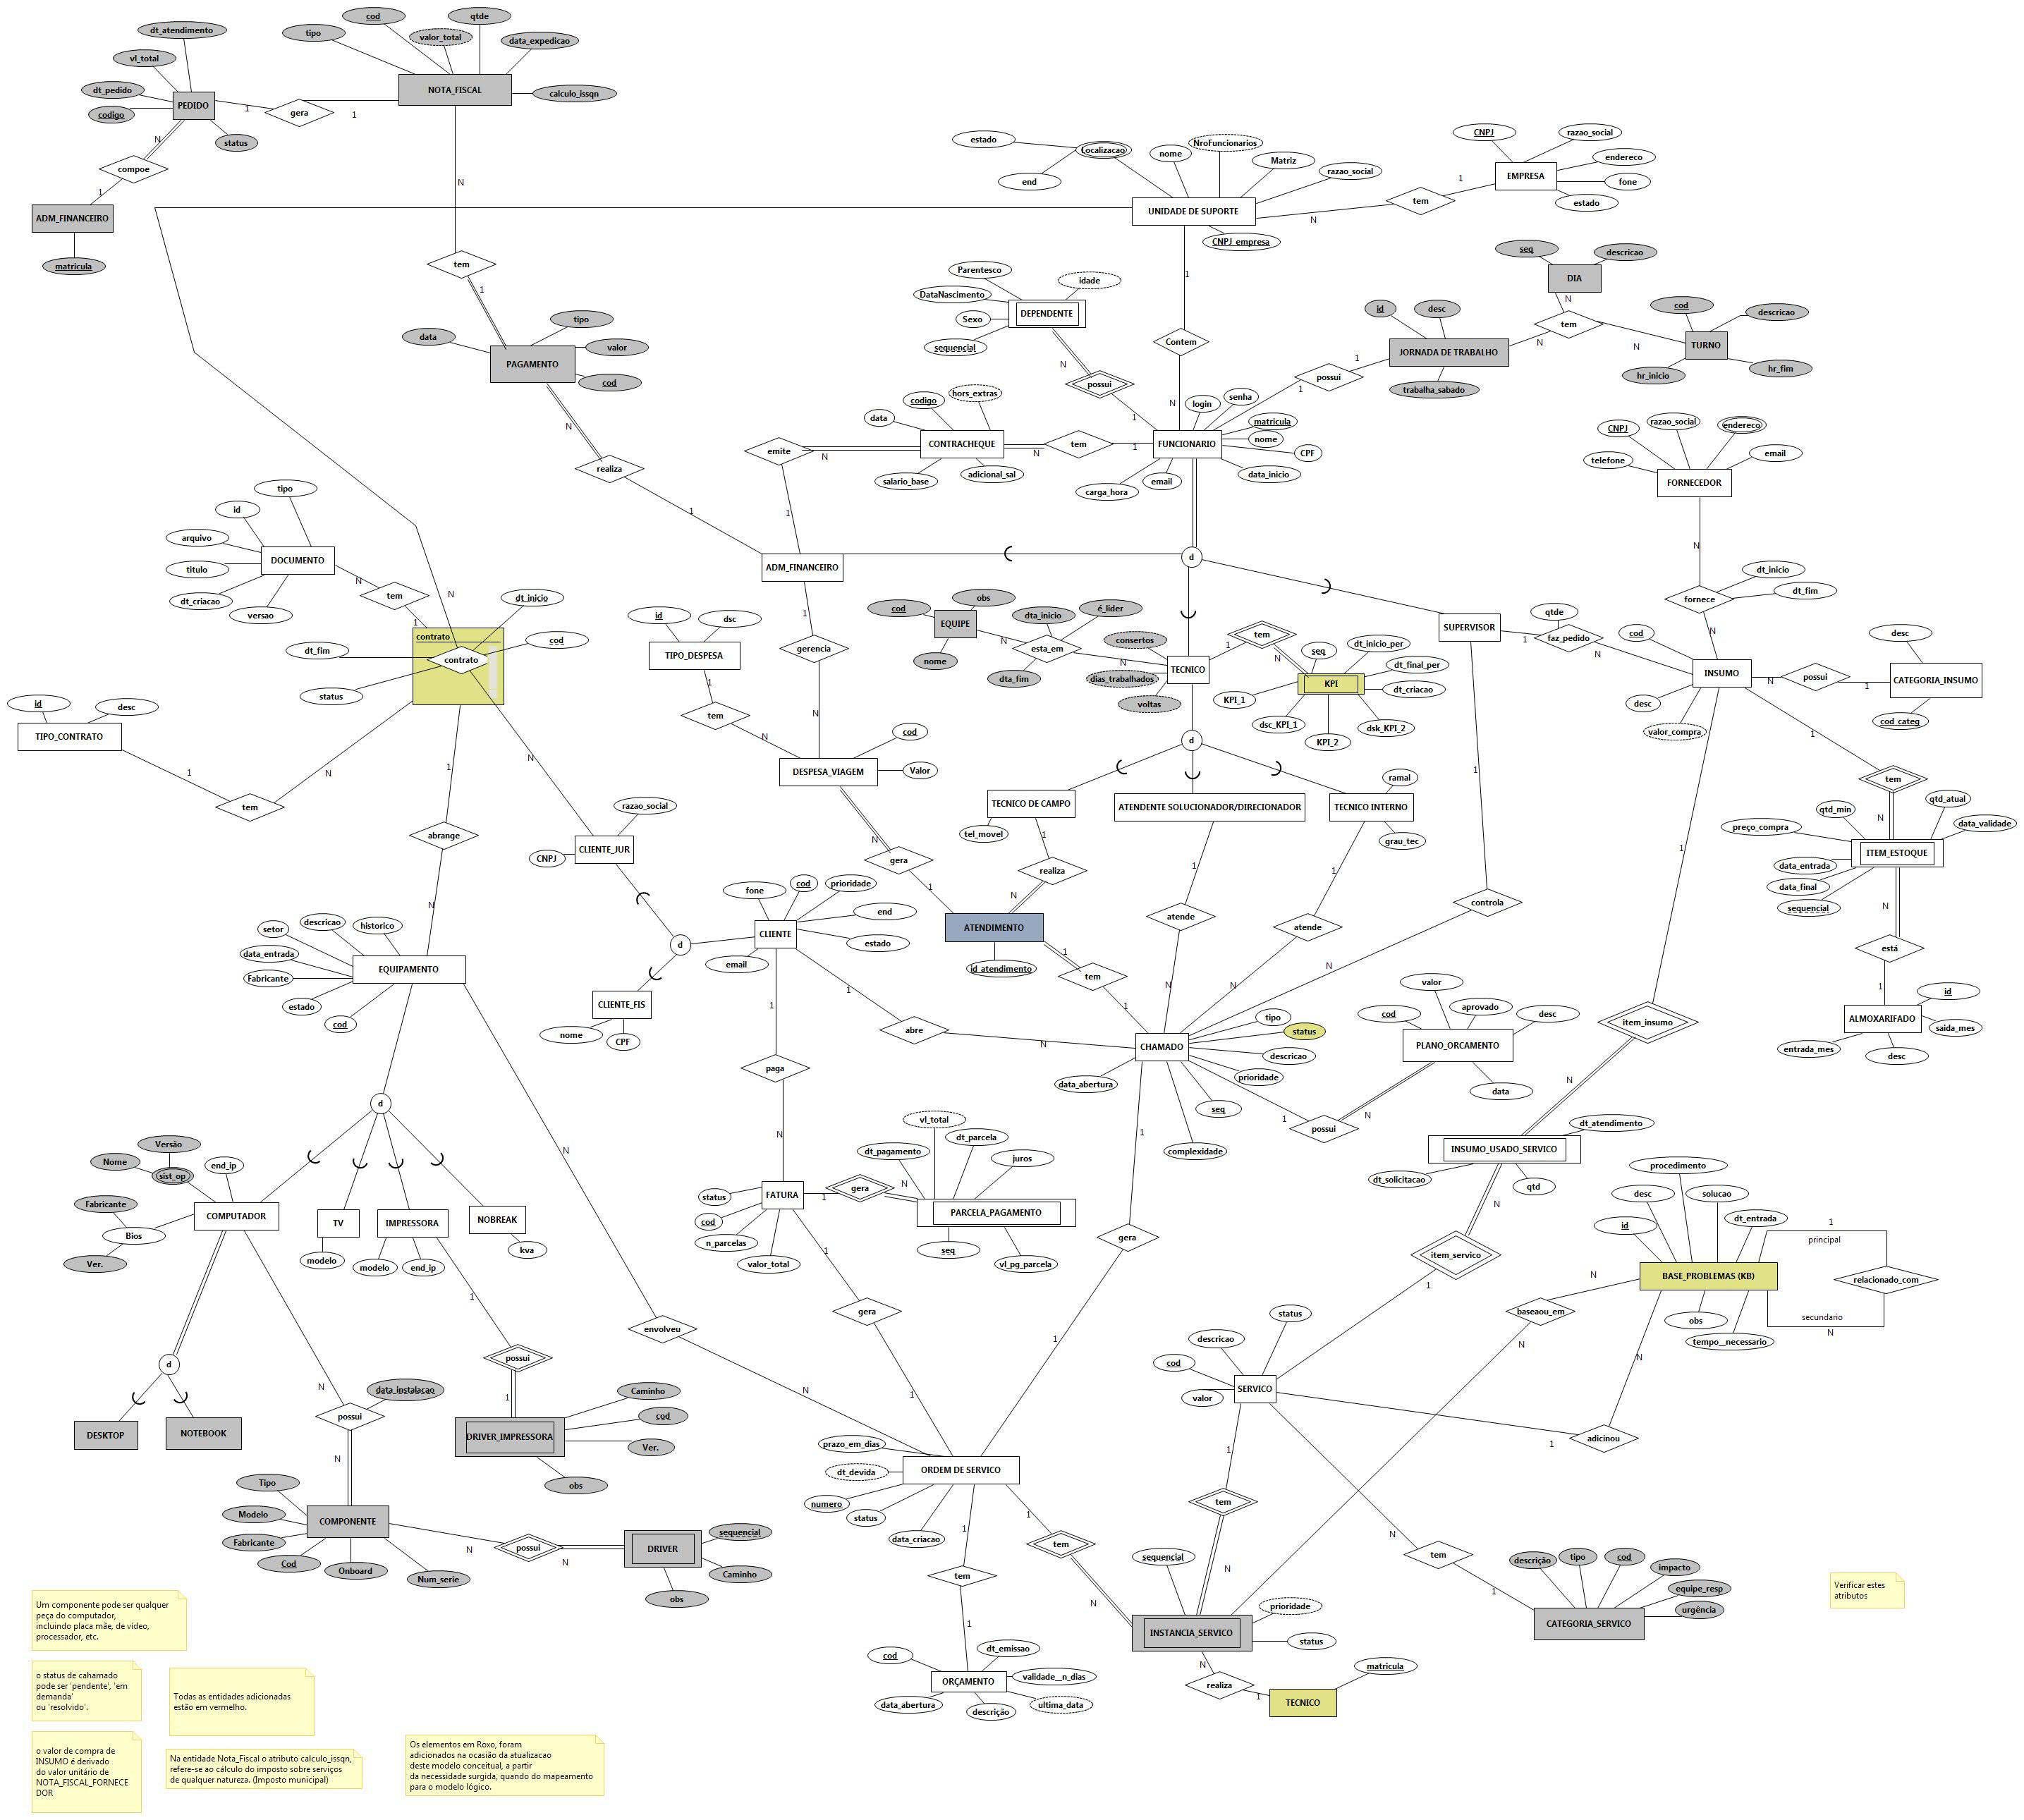 cod
qtde
dt_atendimento
tipo
valor_total
data_expedicao
vl_total
dt_pedido
NOTA_FISCAL
calculo_issqn
PEDIDO
codigo
1
gera
1
status
N
compoe
1
ADM_FINANCEIRO
matricula
N
tem
1
data
tipo
valor
PAGAMENTO
cod
N
realiza
1
estado
Localizacao
nome
NroFuncionarios
Matriz
razao_social
end
UNIDADE DE SUPORTE
CNPJ_empresa
N
tem
1
CNPJ
razao_social
endereco
EMPRESA
fone
estado
1
Contem
N
Parentesco
idade
DataNascimento
DEPENDENTE
Sexo
sequencial
N
possui
1
seq
descricao
DIA
N
id
desc
tem
N
N
cod
descricao
TURNO
hr_inicio
hr_fim
JORNADA DE TRABALHO
trabalha_sabado
1
possui
1
codigo
hors_extras
data
CONTRACHEQUE
salario_base
adicional_sal
emite
N
N
tem
1
1
login
senha
matricula
FUNCIONARIO
nome
CPF
data_inicio
email
carga_hora
CNPJ
razao_social
endereco
telefone
email
FORNECEDOR
N
fornece
dt_inicio
dt_fim
N
tipo
id
arquivo
DOCUMENTO
titulo
dt_criacao
versao
N
tem
1
N
dt_inicio
contrato
cod
dt_fim
contrato
status
id
desc
TIPO_CONTRATO
1
tem
N
1
abrange
N
N
ADM_FINANCEIRO
d
1
gerencia
N
id
dsc
TIPO_DESPESA
1
tem
N
cod
DESPESA_VIAGEM
Valor
N
gera
1
cod
obs
EQUIPE
nome
N
dta_inicio
é_lider
esta_em
dta_fim
N
consertos
TECNICO
dias_trabalhados
voltas
1
tem
N
seq
dt_inicio_per
dt_final_per
KPI
dt_criacao
KPI_1
dsc_KPI_1
KPI_2
dsk_KPI_2
SUPERVISOR
1
qtde
faz_pedido
N
1
cod
INSUMO
desc
valor_compra
N
possui
1
desc
CATEGORIA_INSUMO
cod_categ
1
tem
N
d
TECNICO DE CAMPO
tel_movel
ATENDENTE SOLUCIONADOR/DIRECIONADOR
TECNICO INTERNO
ramal
grau_tec
1
realiza
N
1
atende
N
1
atende
N
controla
N
1
qtd_min
qtd_atual
preço_compra
data_validade
ITEM_ESTOQUE
data_entrada
data_final
sequencial
N
está
1
id
ALMOXARIFADO
saida_mes
entrada_mes
desc
razao_social
CLIENTE_JUR
CNPJ
d
CLIENTE_FIS
nome
CPF
fone
cod
prioridade
end
CLIENTE
estado
email
1
abre
N
1
paga
N
ATENDIMENTO
id_atendimento
1
tem
1
CHAMADO
tipo
status
descricao
prioridade
data_abertura
seq
complexidade
1
possui
N
valor
cod
aprovado
desc
PLANO_ORCAMENTO
data
item_insumo
N
INSUMO_USADO_SERVICO
dt_atendimento
dt_solicitacao
qtd
N
item_servico
1
setor
descricao
historico
data_entrada
EQUIPAMENTO
Fabricante
estado
cod
d
Versão
Nome
sist_op
end_ip
Fabricante
COMPUTADOR
Bios
Ver.
TV
modelo
IMPRESSORA
modelo
end_ip
NOBREAK
kva
N
envolveu
N
d
DESKTOP
NOTEBOOK
N
data_instalacao
possui
N
1
possui
1
Caminho
cod
DRIVER_IMPRESSORA
Ver.
obs
Tipo
Modelo
COMPONENTE
Fabricante
Cod
Onboard
Num_serie
N
possui
N
sequencial
DRIVER
Caminho
obs
status
FATURA
cod
n_parcelas
valor_total
1
gera
N
vl_total
dt_pagamento
dt_parcela
juros
PARCELA_PAGAMENTO
seq
vl_pg_parcela
1
gera
1
1
gera
1
prazo_em_dias
dt_devida
ORDEM DE SERVICO
numero
status
data_criacao
1
tem
1
cod
dt_emissao
ORÇAMENTO
validade__n_dias
data_abertura
descrição
ultima_data
1
tem
N
sequencial
prioridade
INSTANCIA_SERVICO
status
N
realiza
1
matricula
TECNICO
status
descricao
cod
SERVICO
valor
1
tem
N
N
tem
1
descrição
tipo
cod
impacto
equipe_resp
CATEGORIA_SERVICO
urgência
procedimento
desc
solucao
id
dt_entrada
1
principal
BASE_PROBLEMAS (KB)
relacionado_com
obs
secundario
tempo__necessario
N
N
baseaou_em
N
N
adicinou
1
Um componente pode ser qualquer
peça do computador,
incluindo placa mãe, de vídeo,
processador, etc.
o status de cahamado
pode ser 'pendente', 'em
demanda'
ou 'resolvido'.
Todas as entidades adicionadas
estão em vermelho.
o valor de compra de
INSUMO é derivado
do valor unitário de
NOTA_FISCAL_FORNECE
DOR
Na entidade Nota_Fiscal o atributo calculo_issqn,
refere-se ao cálculo do imposto sobre serviços
de qualquer natureza. (Imposto municipal)
Os elementos em Roxo, foram
adicionados na ocasião da atualizacao
deste modelo conceitual, a partir
da necessidade surgida, quando do mapeamento
para o modelo lógico.
Verificar estes
atributos